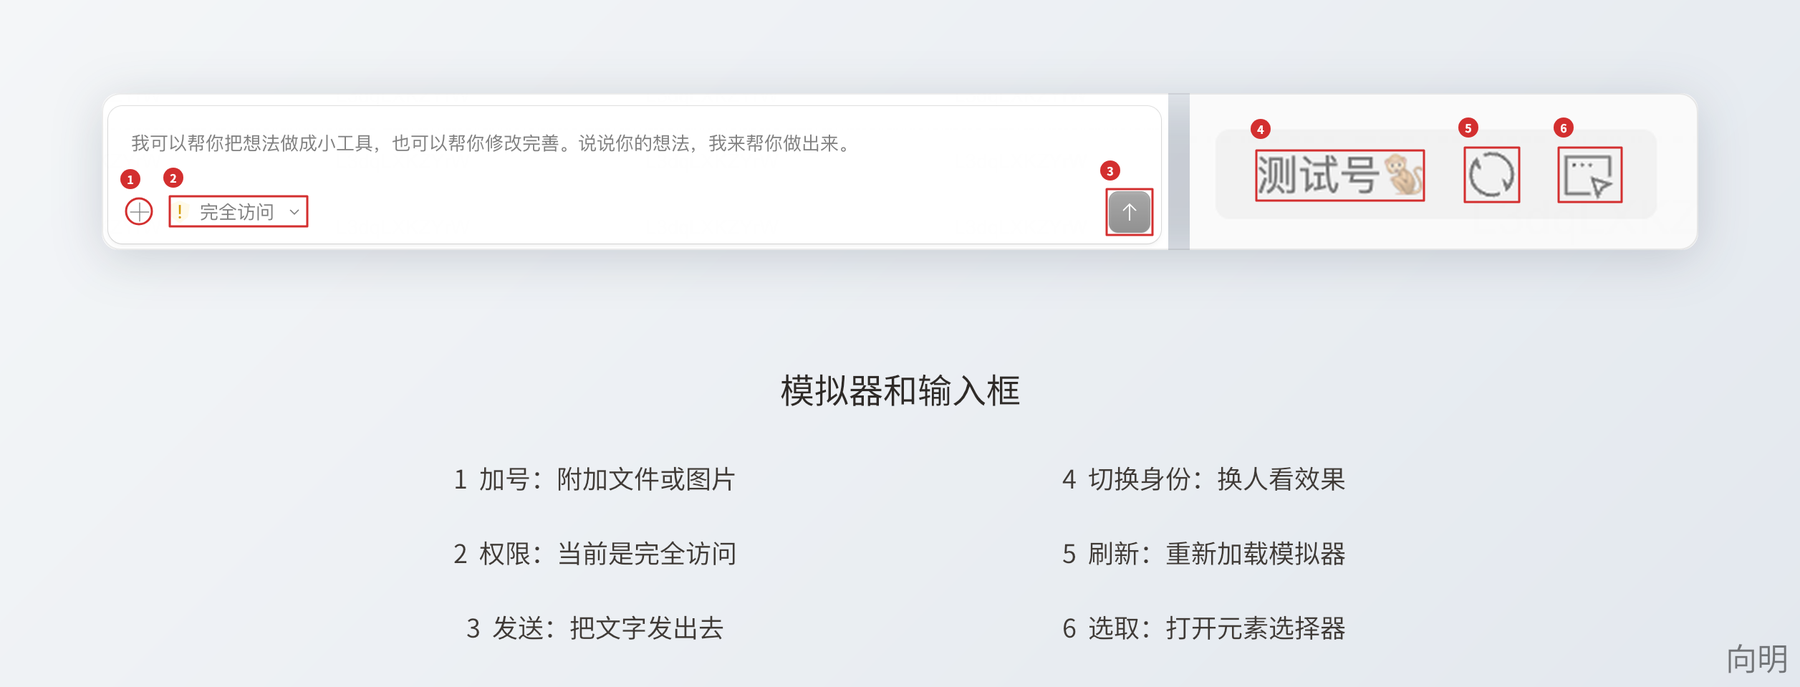 我可以帮你把想法做成小工具，也可以帮你修改完善。说说你的想法，我来帮你做出来。
1
2
! 完全访问
3
4
测试号🐒
5
6
模拟器和输入框
1 加号：附加文件或图片
2 权限：当前是完全访问
3 发送：把文字发出去
4 切换身份：换人看效果
5 刷新：重新加载模拟器
6 选取：打开元素选择器
向明